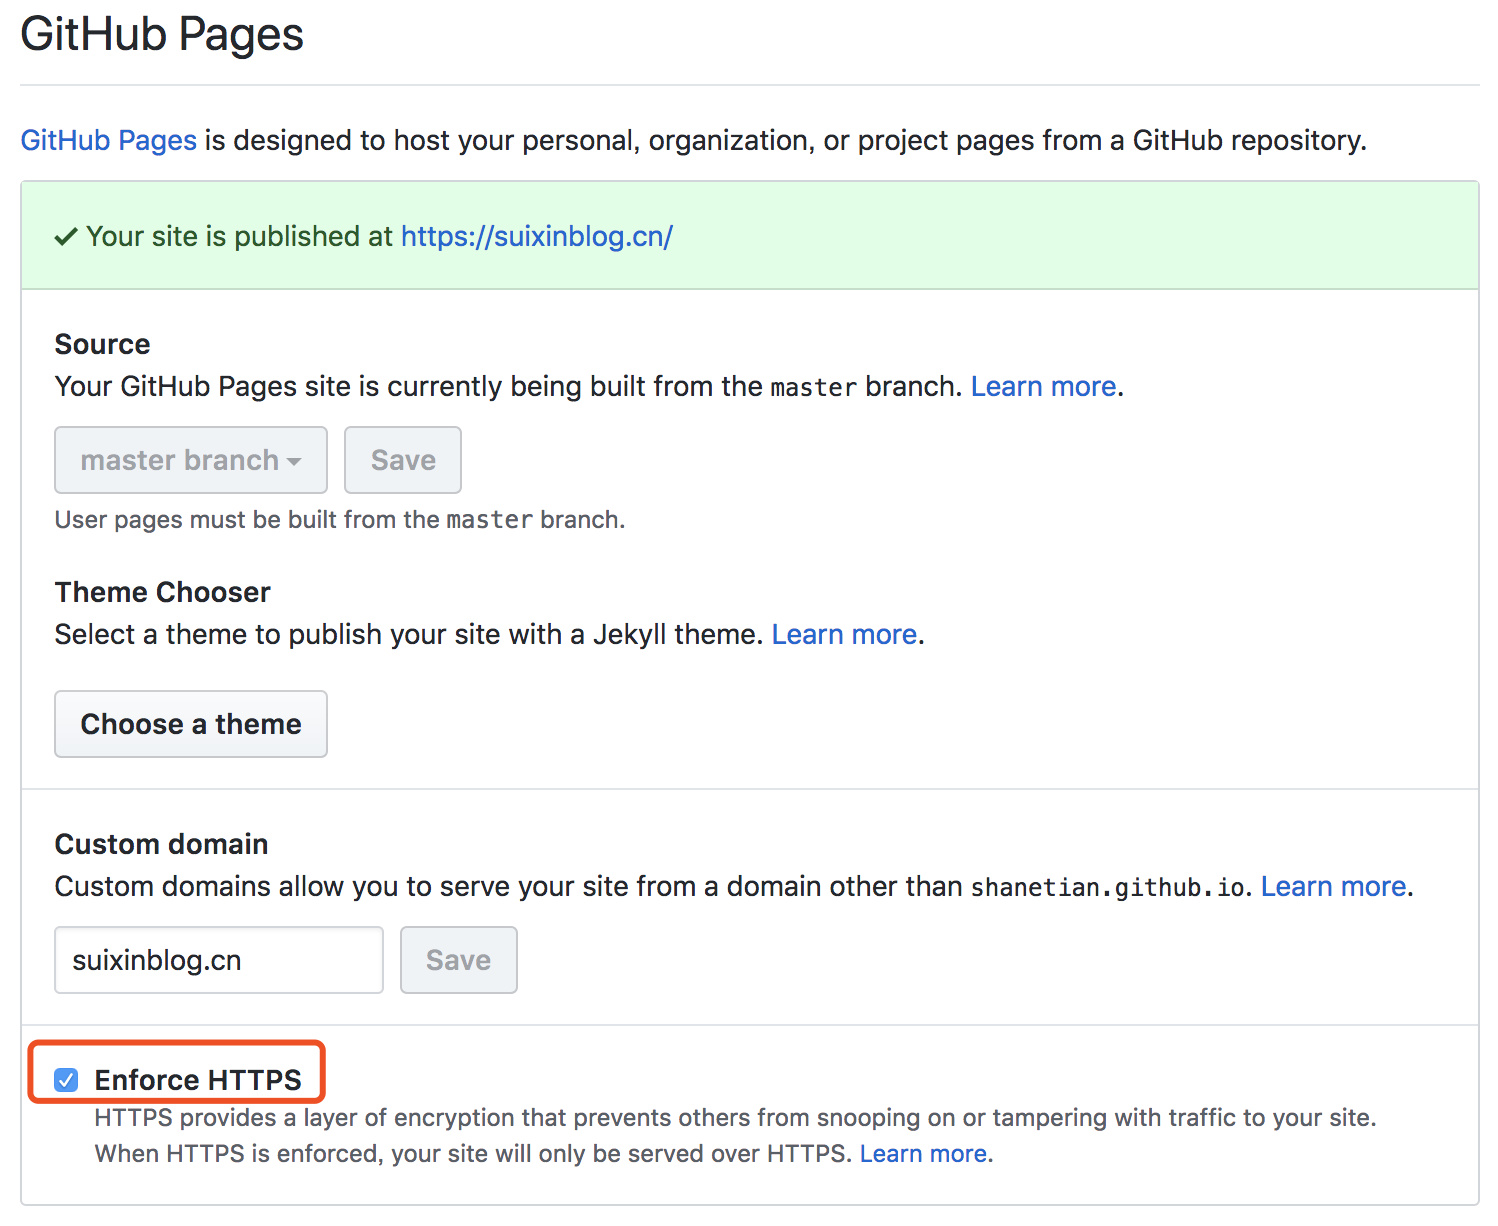 GitHub Pages
GitHub Pages is designed to host your personal, organization, or project pages from a GitHub repository.
Your site is published at https://suixinblog.cn/
Source
Your GitHub Pages site is currently being built from the master branch. Learn more.
master branch
Save
User pages must be built from the master branch.
Theme Chooser
Select a theme to publish your site with a Jekyll theme. Learn more.
Choose a theme
Custom domain
Custom domains allow you to serve your site from a domain other than shanetian.github.io. Learn more.
suixinblog.cn
Save
Enforce HTTPS
HTTPS provides a layer of encryption that prevents others from snooping on or tampering with traffic to your site.
When HTTPS is enforced, your site will only be served over HTTPS. Learn more.